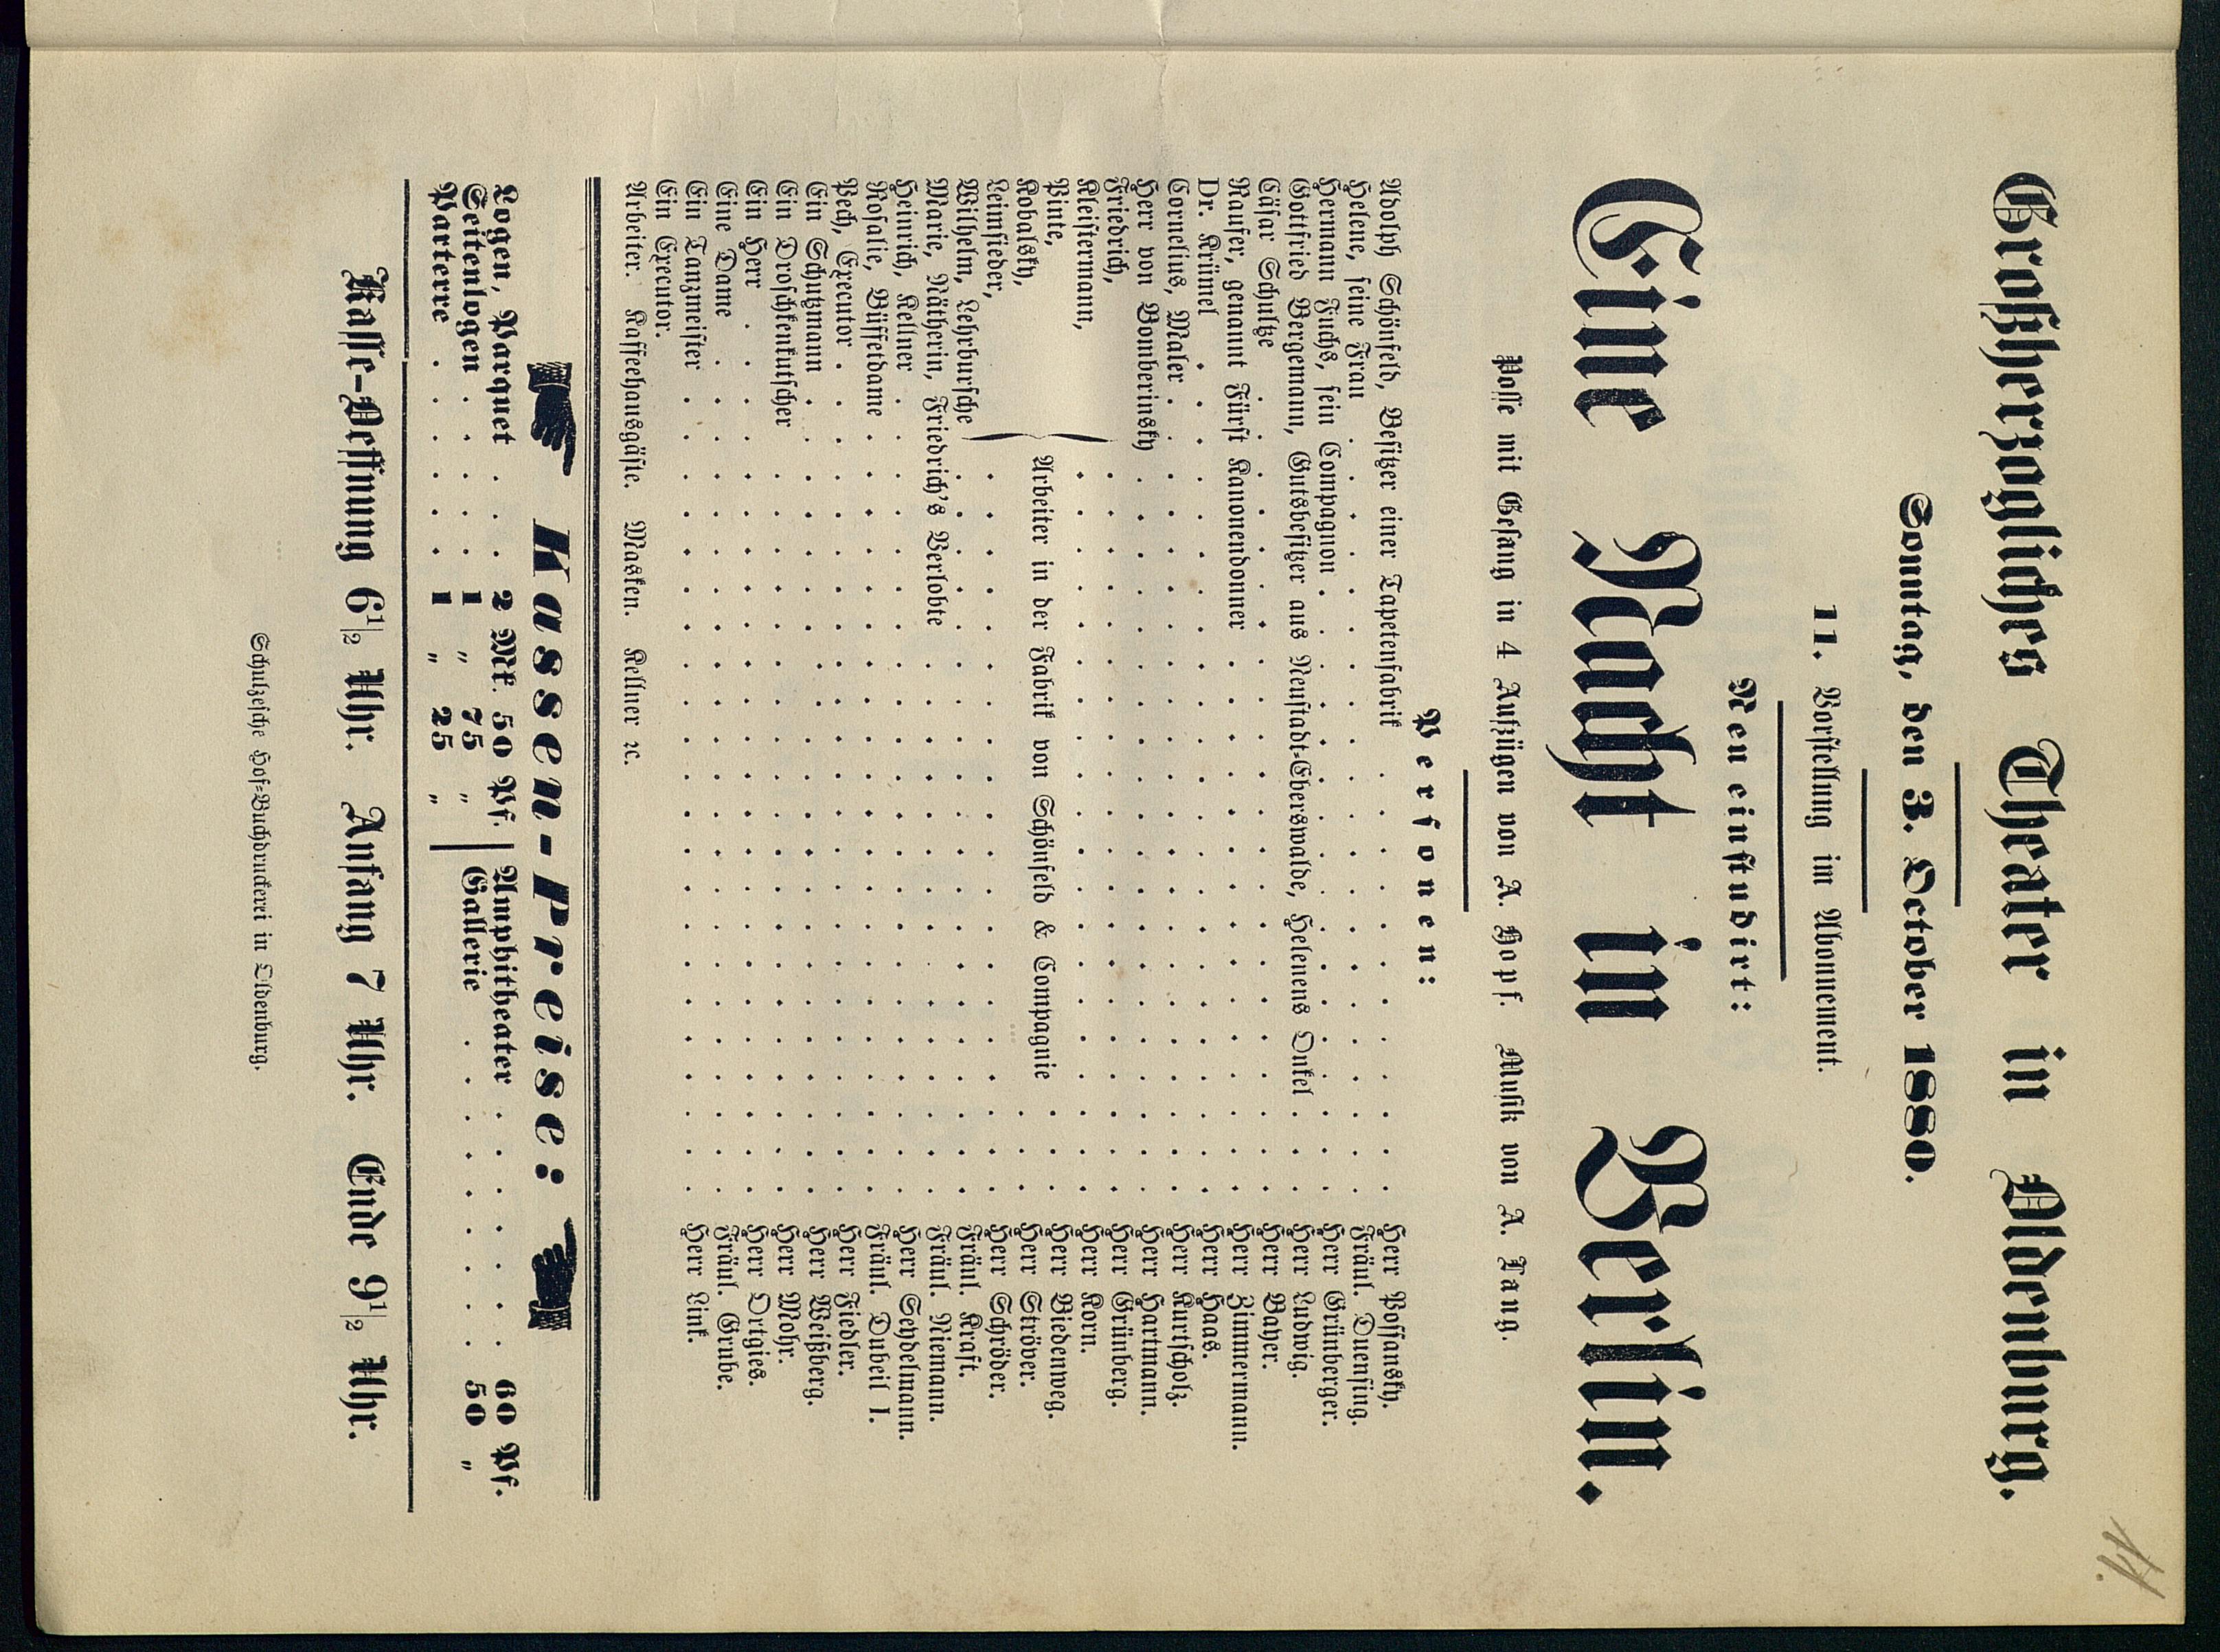 11.
Großherzogliches Theater in Oldenburg.
Sonntag, den 3. October 1880.
11. Vorstellung im Abonnement.
Neu einstudirt:
Eine Nacht in Berlin.
Posse mit Gesang in 4 Aufzügen von A. Hopf. Musik von A. Lang.
Personen:
Adolph Schönfeld, Besitzer einer Tapetenfabrik . . . Herr Possansky.
Helene, seine Frau . . . Fräul. Duensing.
Hermann Fuchs, sein Compagnon . . . Herr Grünberger.
Gottfried Bergemann, Gutsbesitzer aus Neustadt-Eberswalde, Helenens Onkel . . . Herr Ludwig.
Cäsar Schultze . . . Herr Bayer.
Raufer, genannt Fürst Kanonendonner . . . Herr Zimmermann.
Dr. Krümel . . . Herr Haas.
Cornelius, Maler . . . Herr Kurtscholz.
Herr von Bomberinsky . . . Herr Hartmann.
Friedrich, . . . Herr Grünberg.
Kleistermann, . . . Herr Korn.
Pinte, . . . Herr Biedenweg.
Kobalsky, } Arbeiter in der Fabrik von Schönfeld & Compagnie . . . Herr Ströver.
Leimsieder, . . . Herr Schröder.
Wilhelm, Lehrbursche . . . Fräul. Kraft.
Marie, Nätherin, Friedrich's Verlobte . . . Fräul. Niemann.
Heinrich, Kellner . . . Herr Seydelmann.
Rosalie, Büffetdame . . . Fräul. Dubeil I.
Pech, Executor . . . Herr Fiedler.
Ein Schutzmann . . . Herr Weißberg.
Ein Droschkenkutscher . . . Herr Mohr.
Ein Herr . . . Herr Ortgies.
Eine Dame . . . Fräul. Grube.
Ein Tanzmeister . . . Herr Link.
Ein Executor.
Arbeiter. Kaffeehausgäste. Masken. Kellner ꝛc.
Kassen-Preise:
Logen, Parquet . . . 2 Mk. 50 Pf.
Seitenlogen . . . 1 „ 75 „
Parterre . . . 1 „ 25 „
Amphitheater . . . 60 Pf.
Gallerie . . . 50 „
Kasse-Oeffnung 6 1/2 Uhr. Anfang 7 Uhr. Ende 9 1/2 Uhr.
Schulzesche Hof-Buchdruckerei in Oldenburg.